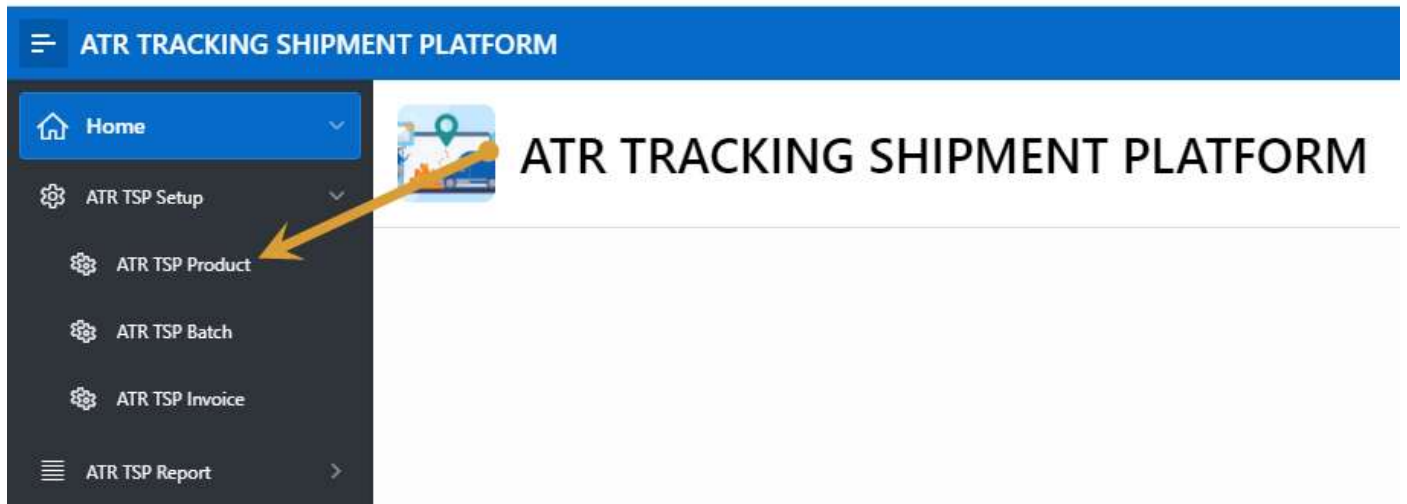 ATR TRACKING SHIPMENT PLATFORM
Home
ATR TRACKING SHIPMENT PLATFORM
ATR TSP Setup
ATR TSP Product
ATR TSP Batch
ATR TSP Invoice
ATR TSP Report